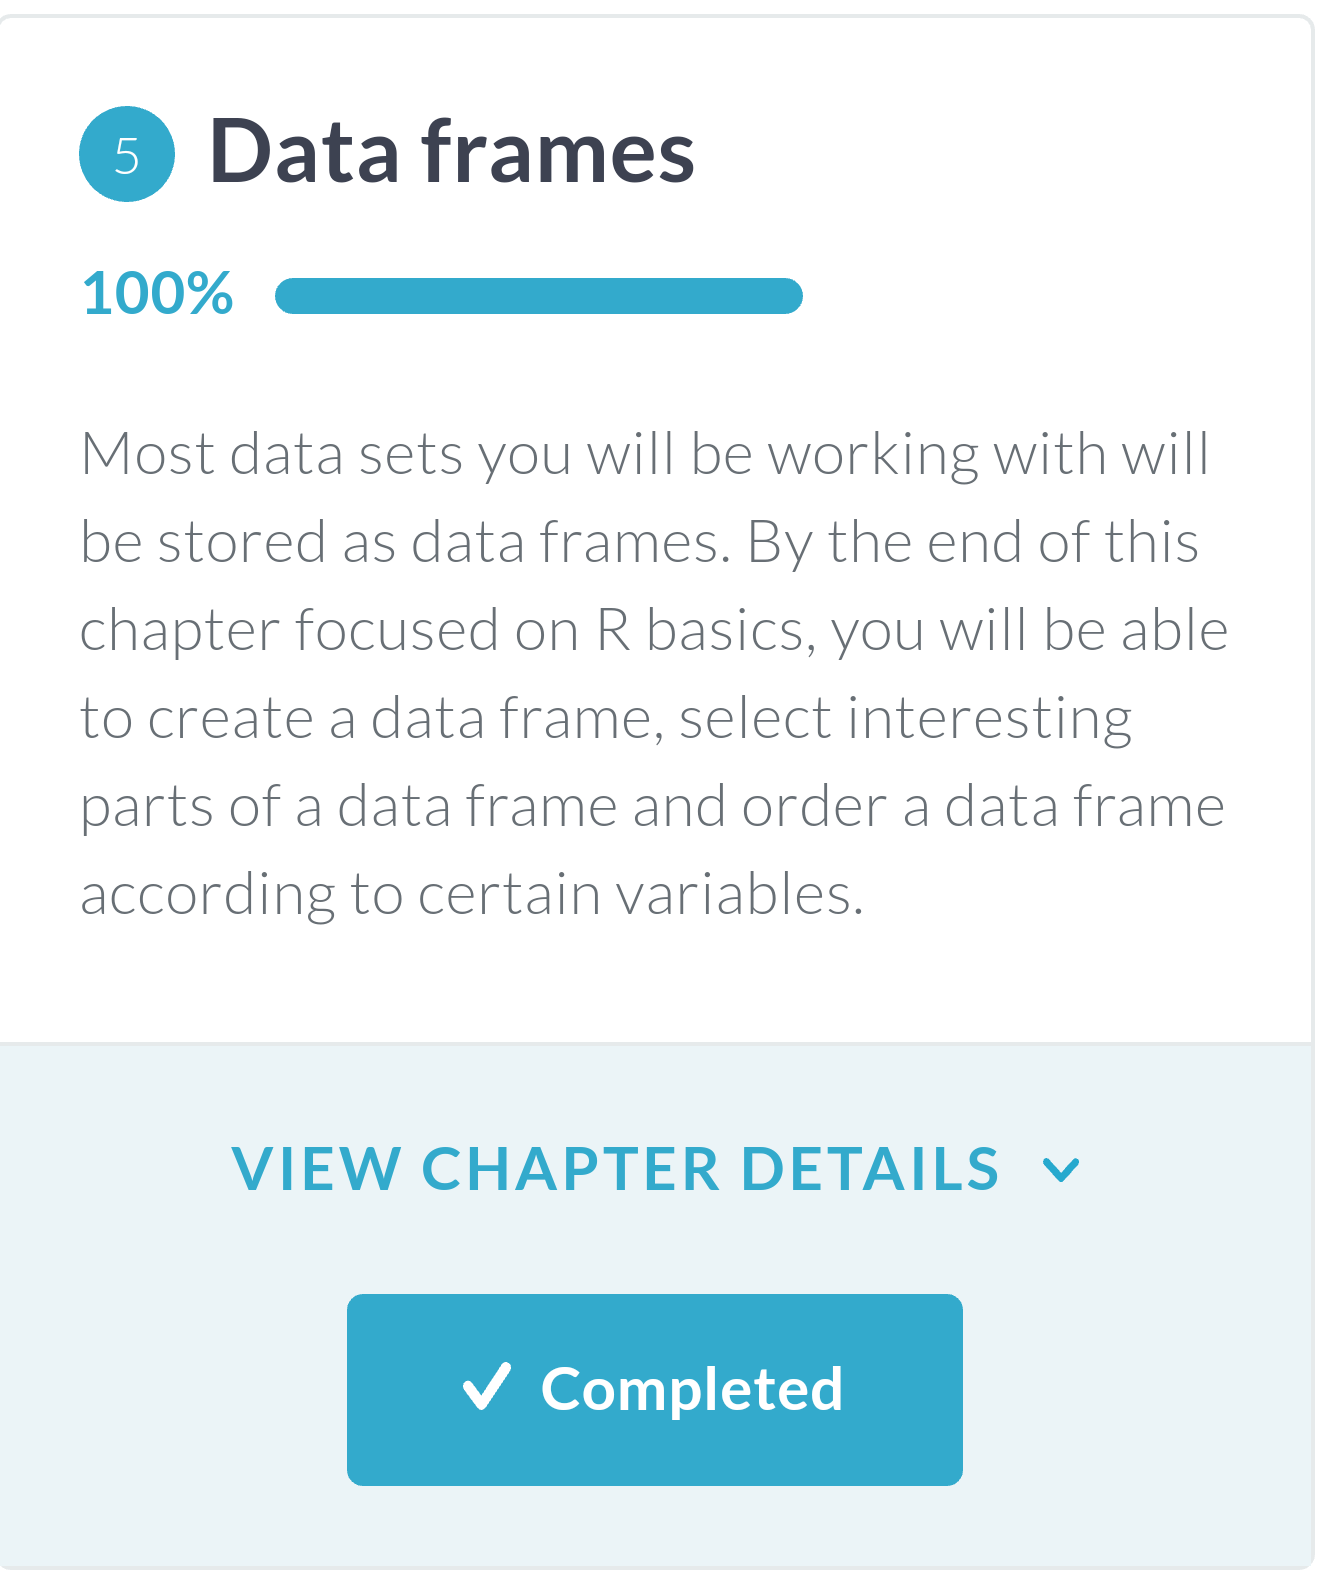 5 Data frames
100%
Most data sets you will be working with will
be stored as data frames. By the end of this
chapter focused on R basics, you will be able
to create a data frame, select interesting
parts of a data frame and order a data frame
according to certain variables.
VIEW CHAPTER DETAILS
Completed